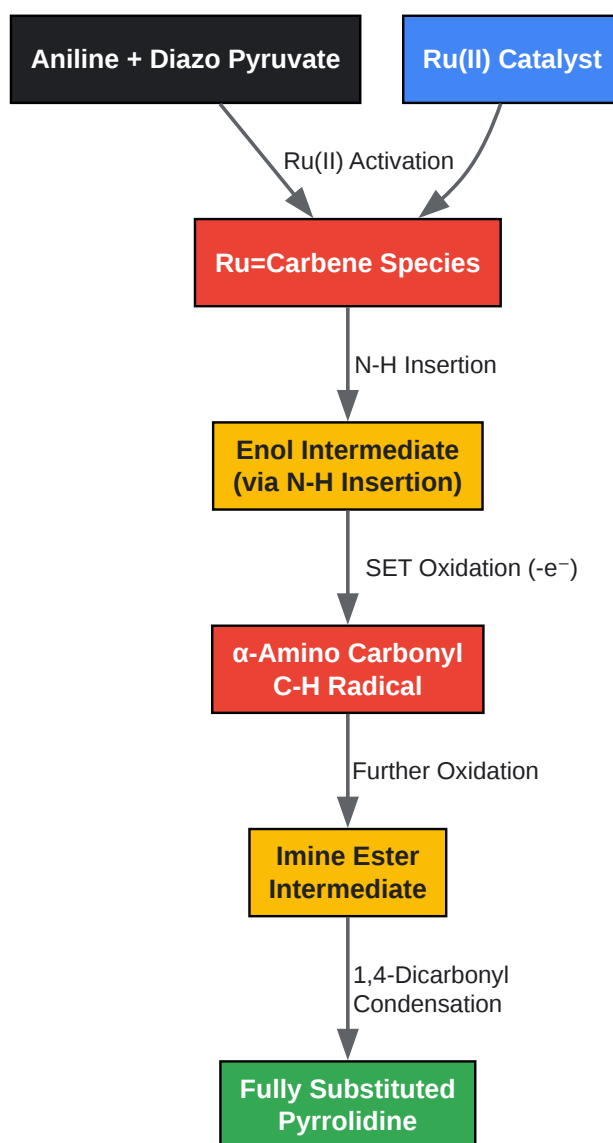 Aniline + Diazo Pyruvate
Ru(II) Catalyst
Ru(II) Activation
Ru=Carbene Species
N-H Insertion
Enol Intermediate
(via N-H Insertion)
SET Oxidation (-e⁻)
α-Amino Carbonyl
C-H Radical
Further Oxidation
Imine Ester
Intermediate
1,4-Dicarbonyl
Condensation
Fully Substituted
Pyrrolidine